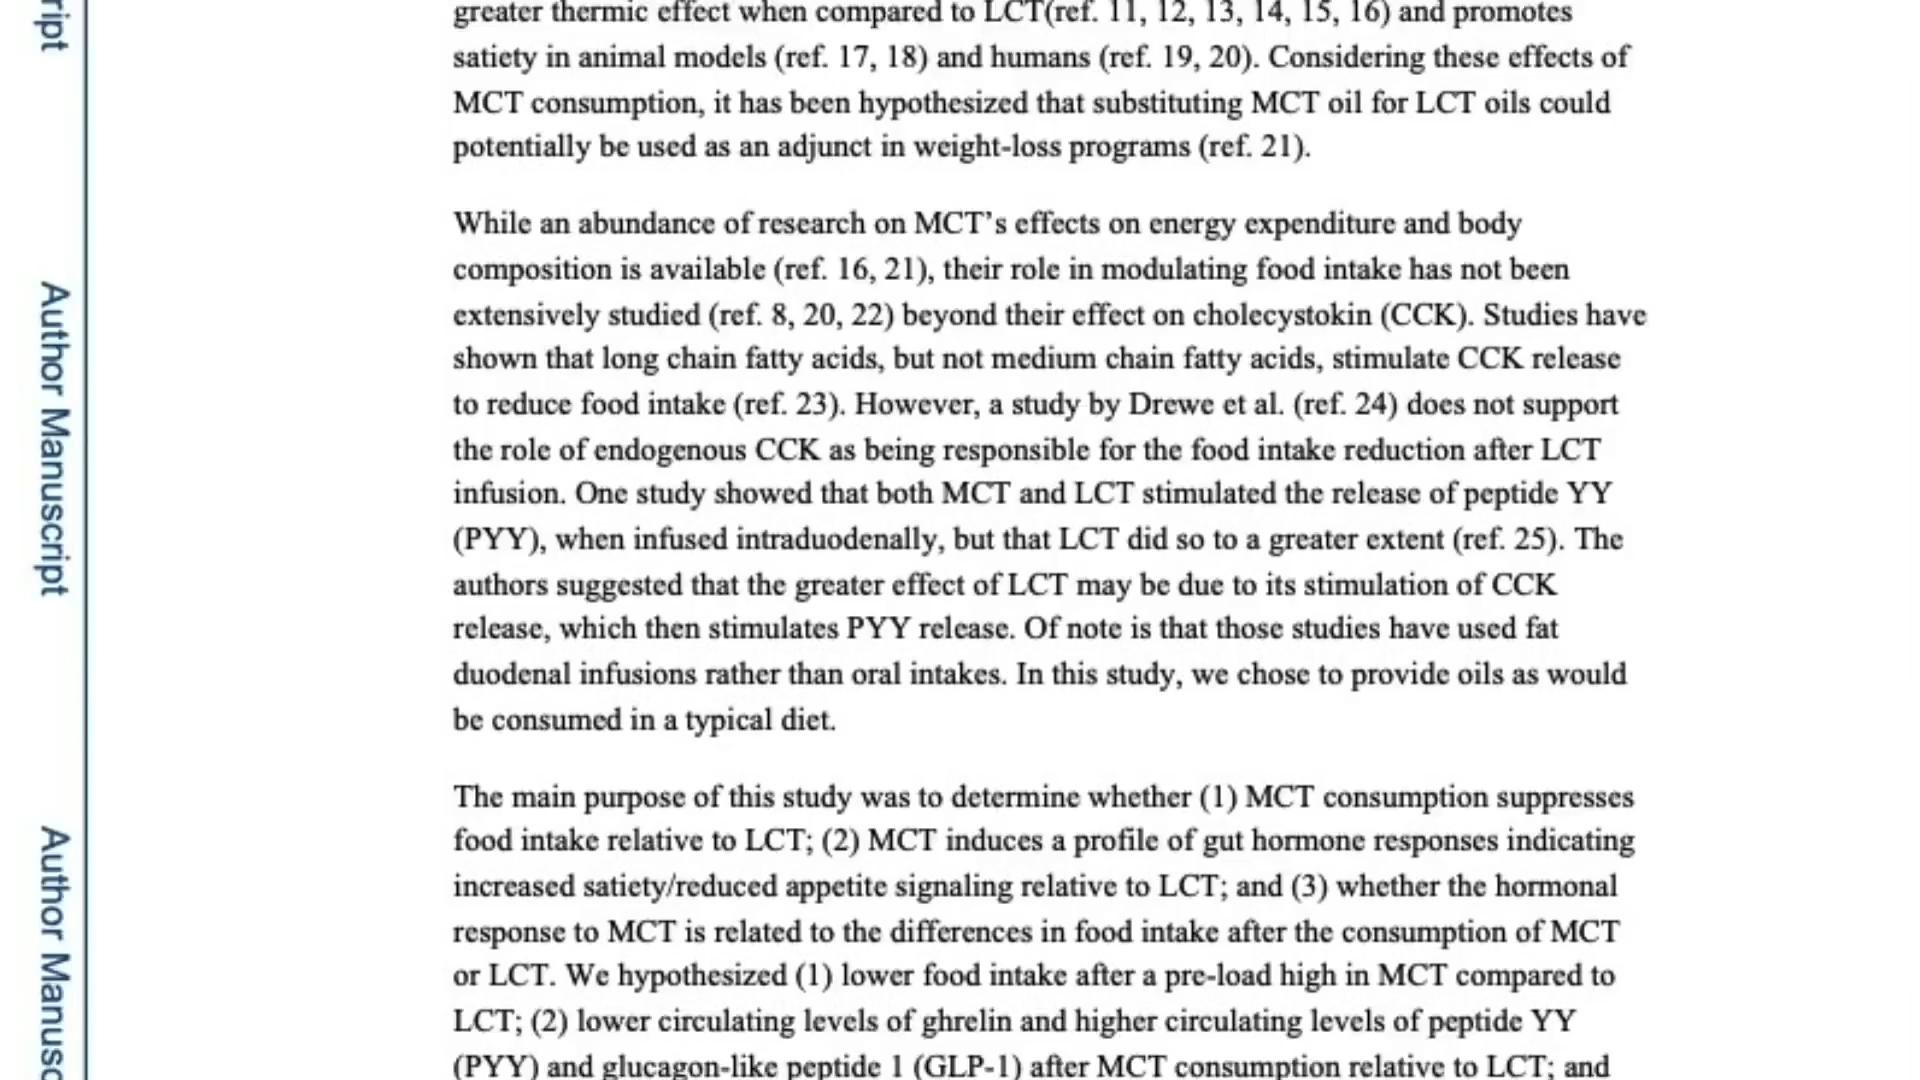 ript
Author Manuscript
Author Manusc
greater thermic effect when compared to LCT(ref. 11, 12, 13, 14, 15, 16) and promotes
satiety in animal models (ref. 17, 18) and humans (ref. 19, 20). Considering these effects of
MCT consumption, it has been hypothesized that substituting MCT oil for LCT oils could
potentially be used as an adjunct in weight-loss programs (ref. 21).
While an abundance of research on MCT’s effects on energy expenditure and body
composition is available (ref. 16, 21), their role in modulating food intake has not been
extensively studied (ref. 8, 20, 22) beyond their effect on cholecystokin (CCK). Studies have
shown that long chain fatty acids, but not medium chain fatty acids, stimulate CCK release
to reduce food intake (ref. 23). However, a study by Drewe et al. (ref. 24) does not support
the role of endogenous CCK as being responsible for the food intake reduction after LCT
infusion. One study showed that both MCT and LCT stimulated the release of peptide YY
(PYY), when infused intraduodenally, but that LCT did so to a greater extent (ref. 25). The
authors suggested that the greater effect of LCT may be due to its stimulation of CCK
release, which then stimulates PYY release. Of note is that those studies have used fat
duodenal infusions rather than oral intakes. In this study, we chose to provide oils as would
be consumed in a typical diet.
The main purpose of this study was to determine whether (1) MCT consumption suppresses
food intake relative to LCT; (2) MCT induces a profile of gut hormone responses indicating
increased satiety/reduced appetite signaling relative to LCT; and (3) whether the hormonal
response to MCT is related to the differences in food intake after the consumption of MCT
or LCT. We hypothesized (1) lower food intake after a pre-load high in MCT compared to
LCT; (2) lower circulating levels of ghrelin and higher circulating levels of peptide YY
(PYY) and glucagon-like peptide 1 (GLP-1) after MCT consumption relative to LCT; and